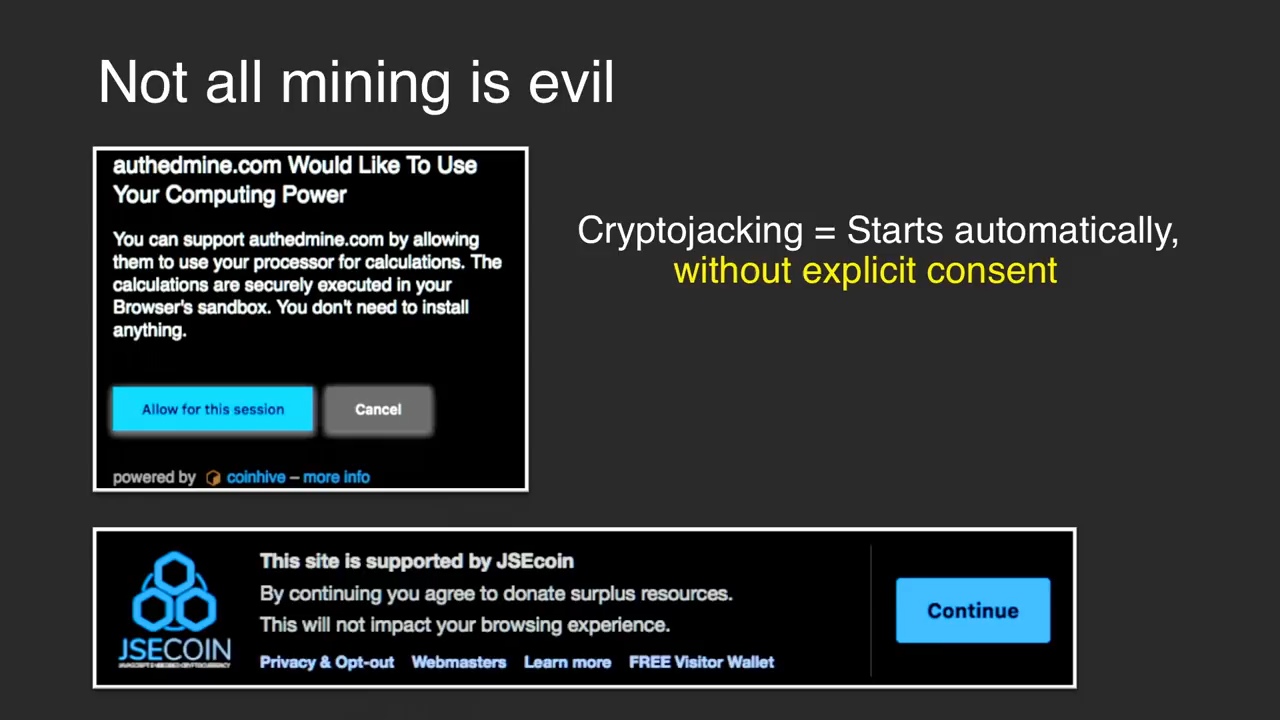 Not all mining is evil
authedmine.com Would Like To Use
Your Computing Power
You can support authedmine.com by allowing
them to use your processor for calculations. The
calculations are securely executed in your
Browser's sandbox. You don't need to install
anything.
Allow for this session
Cancel
powered by coinhive – more info
Cryptojacking = Starts automatically,
without explicit consent
JSECOIN
This site is supported by JSEcoin
By continuing you agree to donate surplus resources.
This will not impact your browsing experience.
Privacy & Opt-out Webmasters Learn more FREE Visitor Wallet
Continue